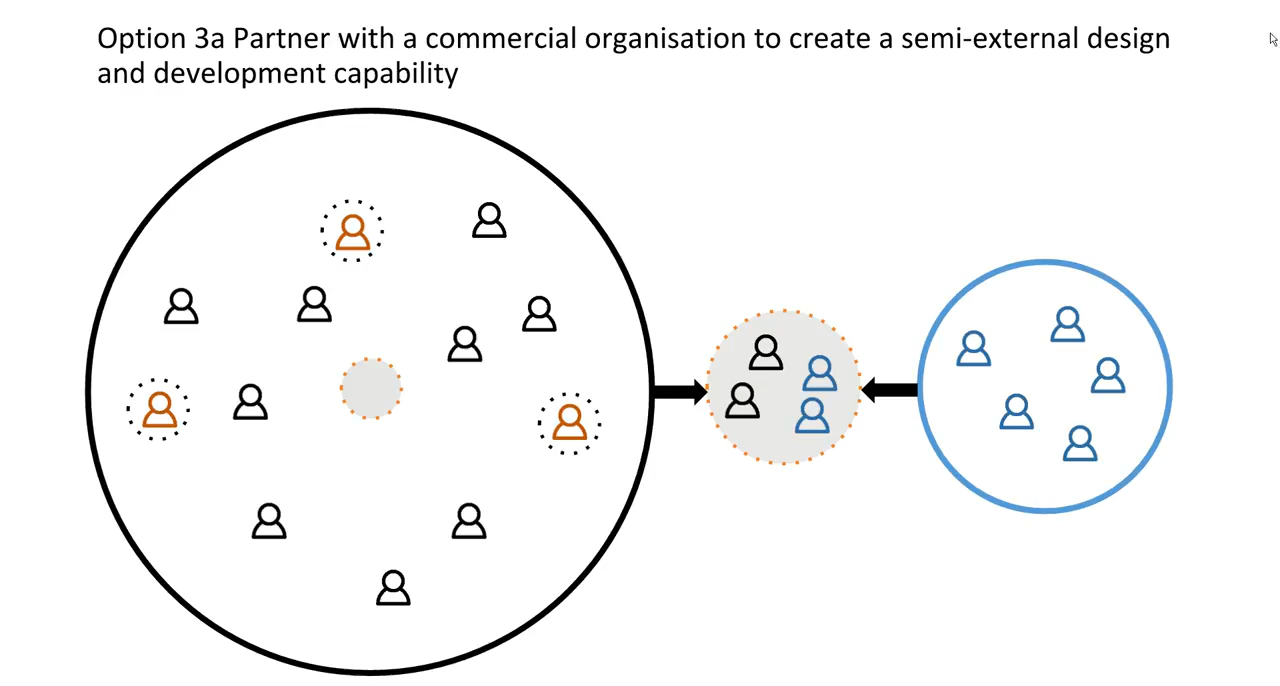 Option 3a Partner with a commercial organisation to create a semi-external design
and development capability